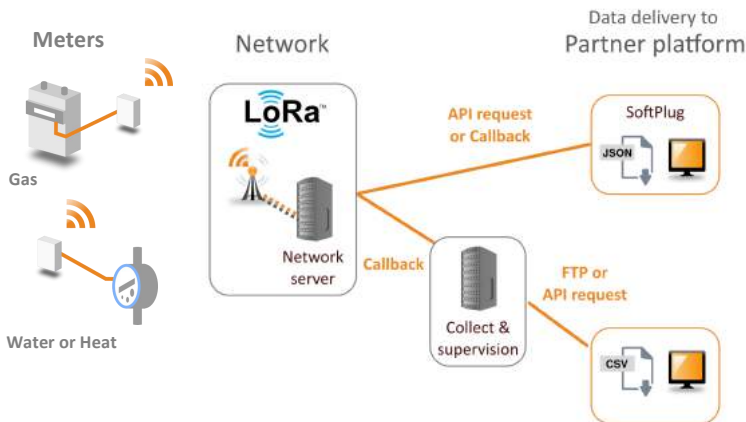 Meters
Gas
Water or Heat
Network
LoRa™
Network
server
Callback
Collect &
supervision
API request
or Callback
FTP or
API request
Data delivery to
Partner platform
SoftPlug
JSON
CSV